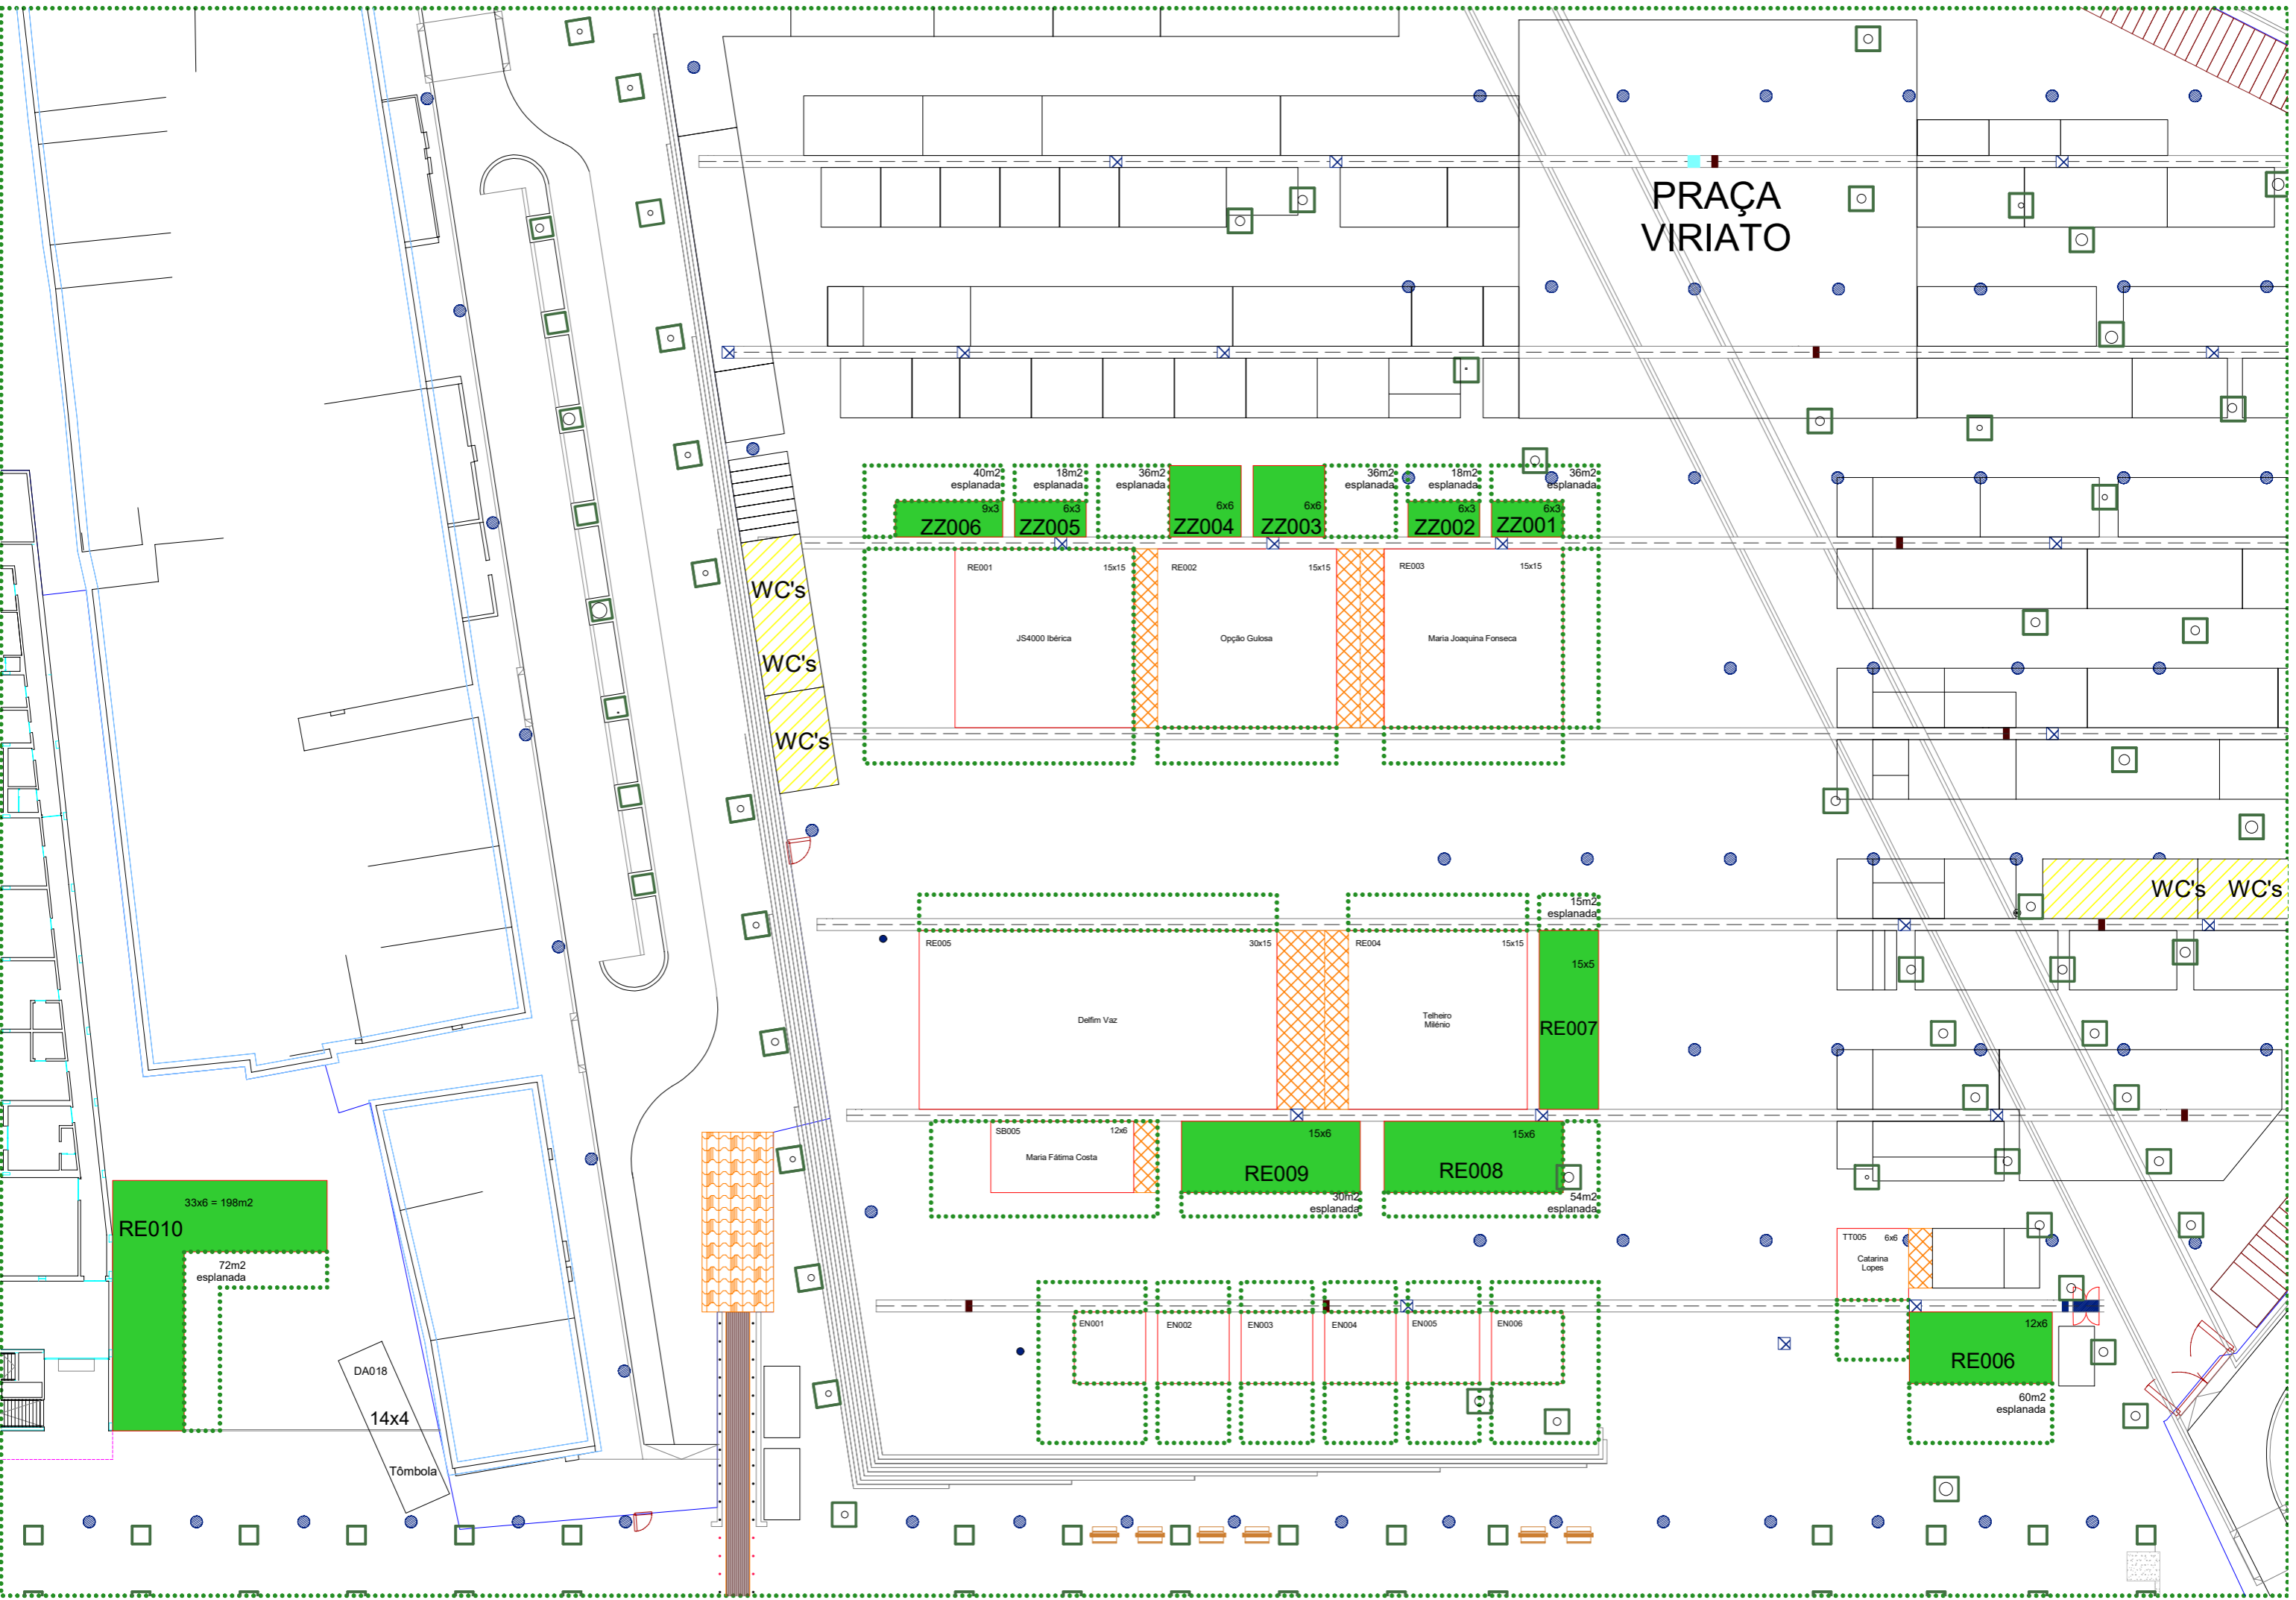 PRAÇA
VIRIATO
40m2
esplanada
18m2
esplanada
36m2
esplanada
36m2
esplanada
18m2
esplanada
36m2
esplanada
9x3
ZZ006
6x3
ZZ005
6x6
ZZ004
6x6
ZZ003
6x3
ZZ002
6x3
ZZ001
WC's
WC's
WC's
RE001
15x15
JS4000 Ibérica
RE002
15x15
Opção Gulosa
RE003
15x15
Maria Joaquina Fonseca
WC's
WC's
15m2
esplanada
RE005
30x15
Delfim Vaz
RE004
15x15
Telheiro
Milénio
15x5
RE007
SB005
12x6
Maria Fátima Costa
15x6
RE009
30m2
esplanada
15x6
RE008
54m2
esplanada
33x6 = 198m2
RE010
72m2
esplanada
TT005
6x6
Catarina
Lopes
EN001
EN002
EN003
EN004
EN005
EN006
12x6
RE006
60m2
esplanada
DA018
14x4
Tômbola